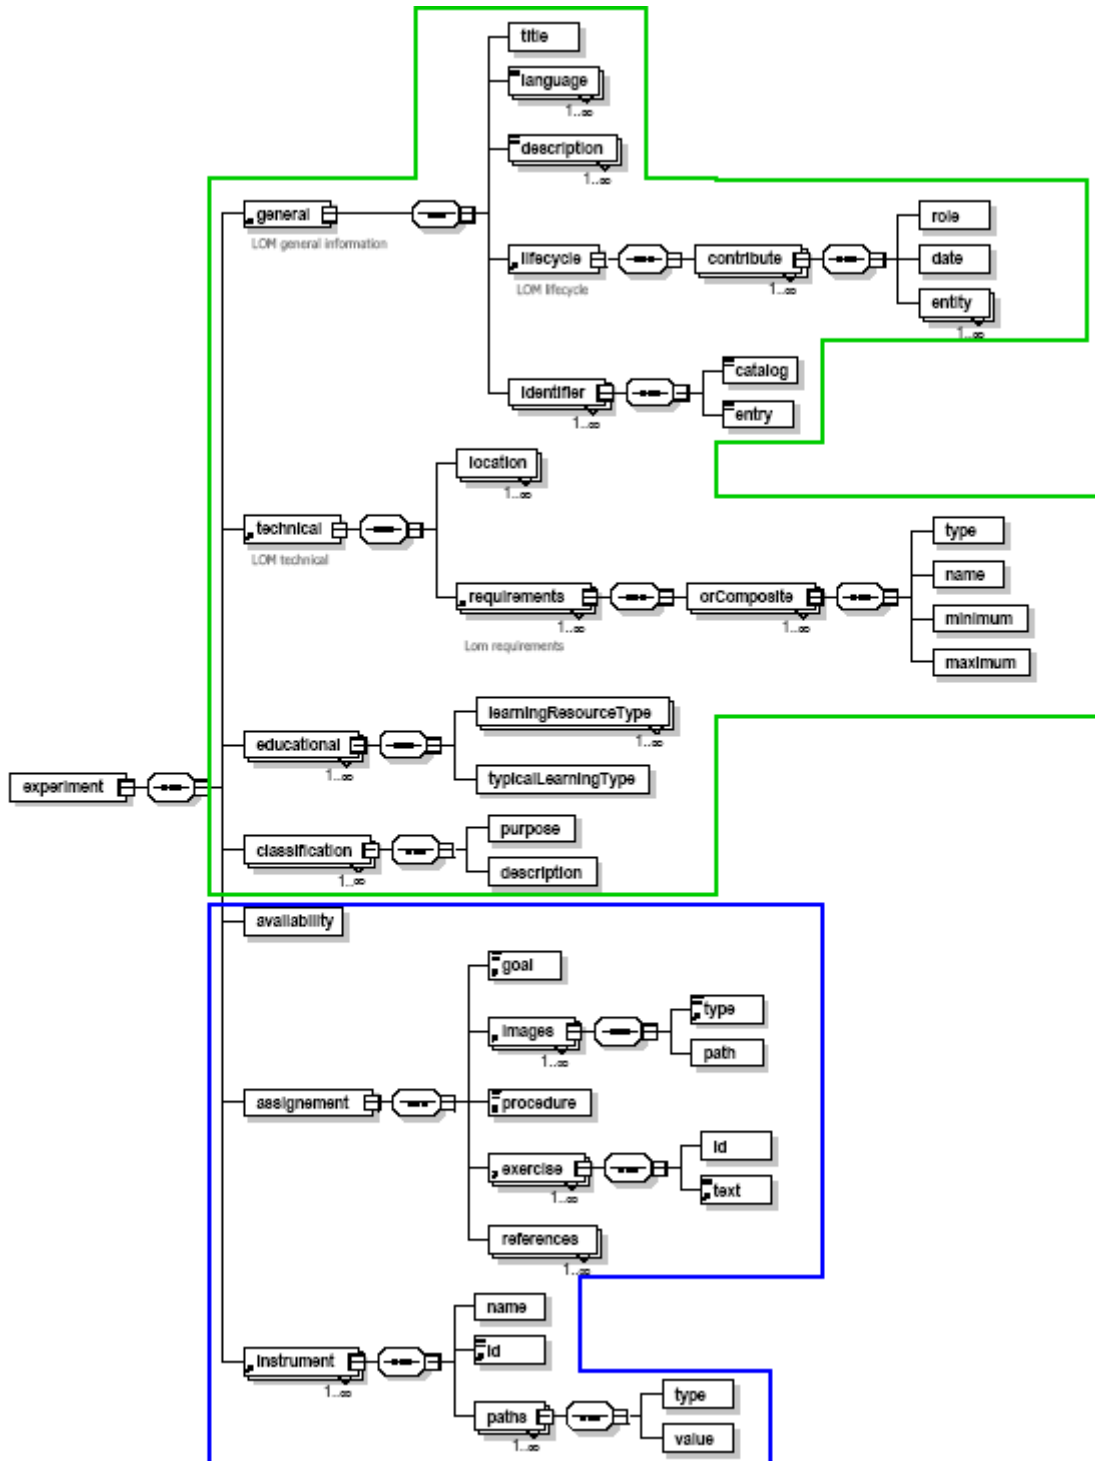 title
language
1..∞
description
1..∞
general
LOM general information
lifecycle
LOM lifecycle
contribute
1..∞
role
date
entity
1..∞
identifier
1..∞
catalog
entry
technical
LOM technical
location
1..∞
requirements
1..∞
Lom requirements
orComposite
1..∞
type
name
minimum
maximum
educational
1..∞
learningResourceType
1..∞
typicalLearningType
experiment
classification
1..∞
purpose
description
availability
assignement
goal
images
1..∞
type
path
procedure
exercise
1..∞
id
text
references
1..∞
instrument
1..∞
name
id
paths
1..∞
type
value